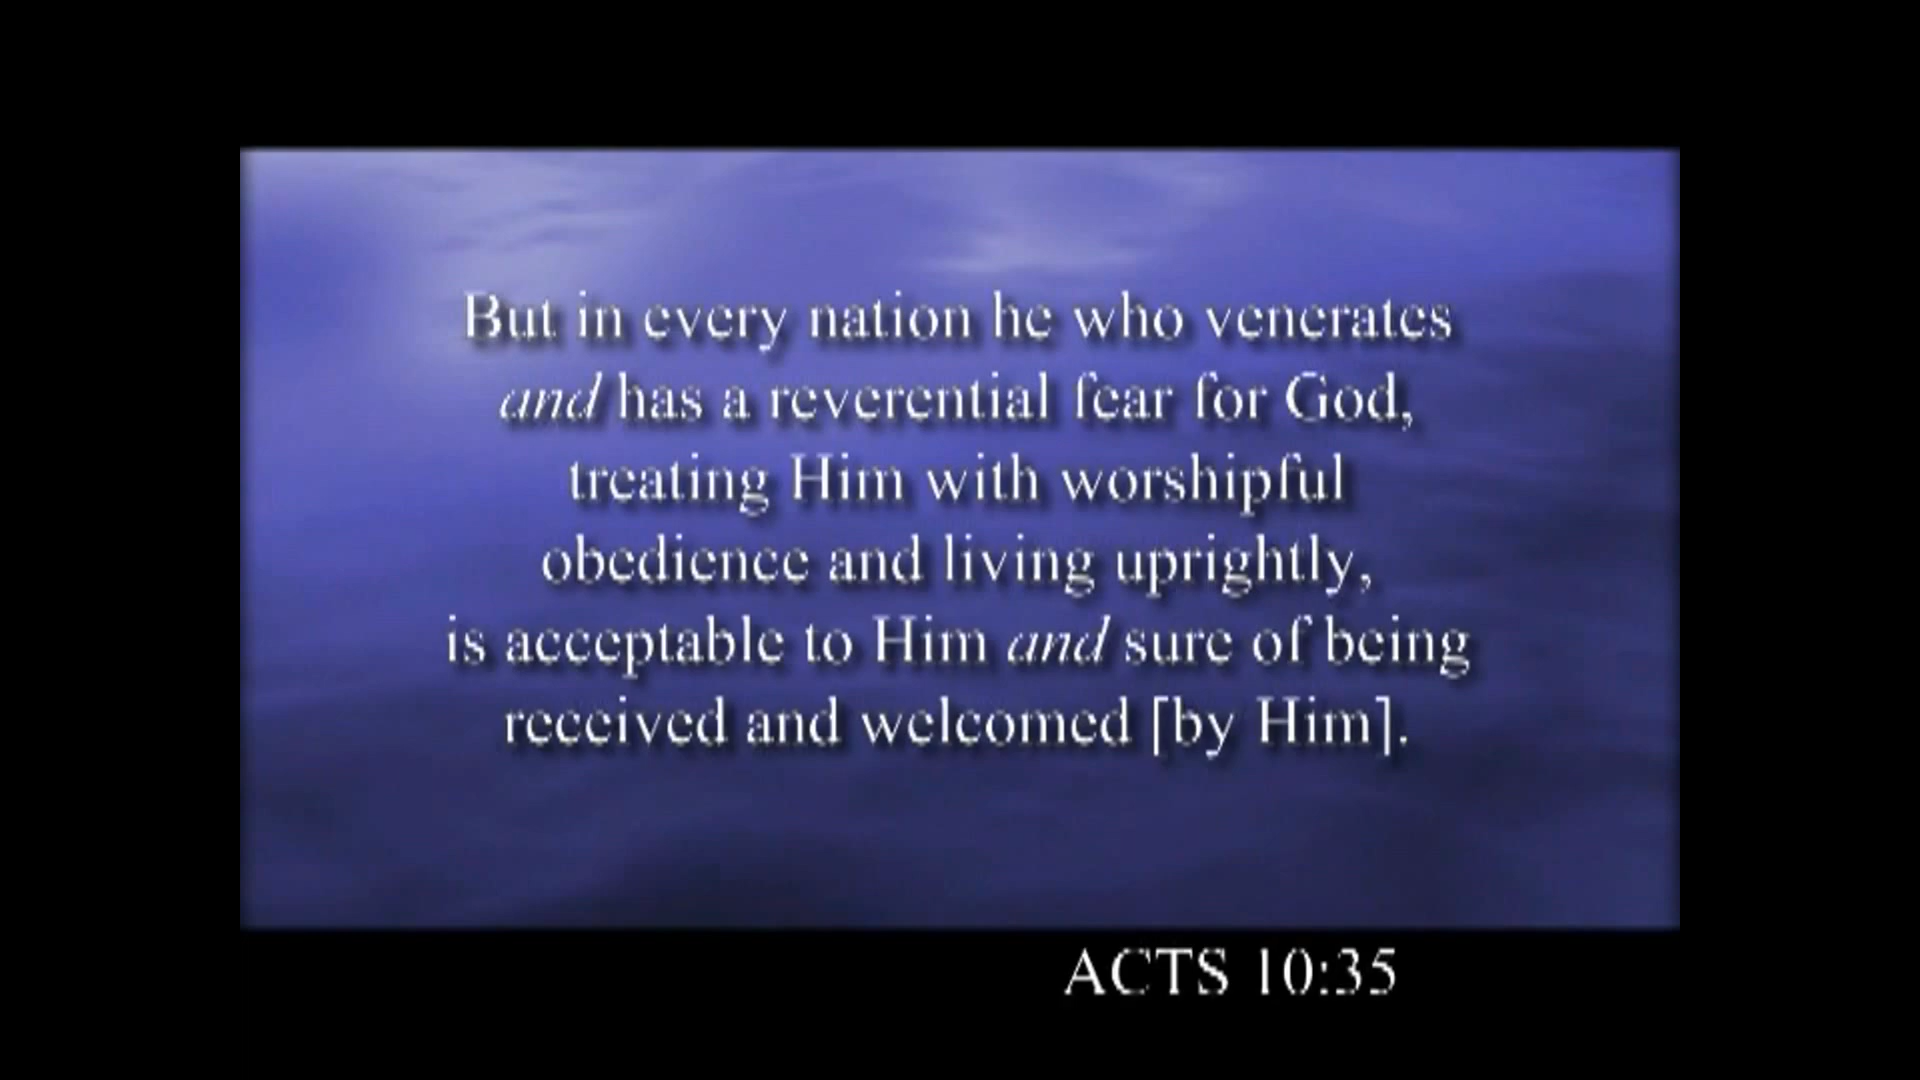 But in every nation he who venerates
and has a reverential fear for God,
treating Him with worshipful
obedience and living uprightly,
is acceptable to Him and sure of being
received and welcomed [by Him].
ACTS 10:35